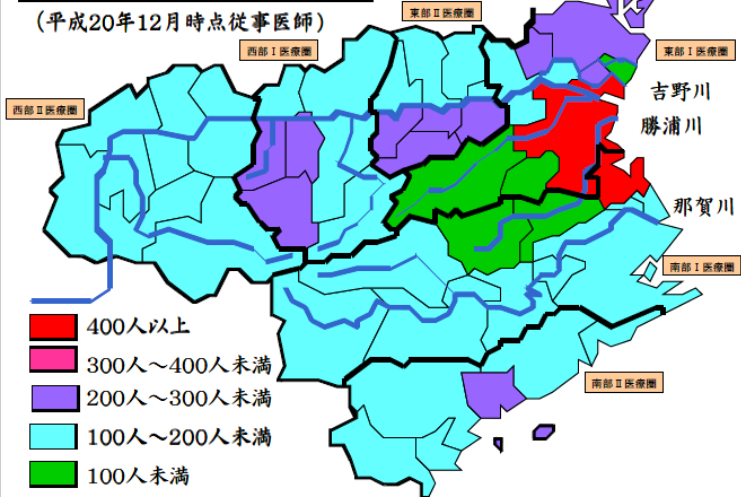 (平成20年12月時点従事医師)
東部Ⅱ医療圏
西部Ⅰ医療圏
東部Ⅰ医療圏
吉野川
西部Ⅱ医療圏
勝浦川
那賀川
南部Ⅰ医療圏
400人以上
300人～400人未満
200人～300人未満
南部Ⅱ医療圏
100人～200人未満
100人未満